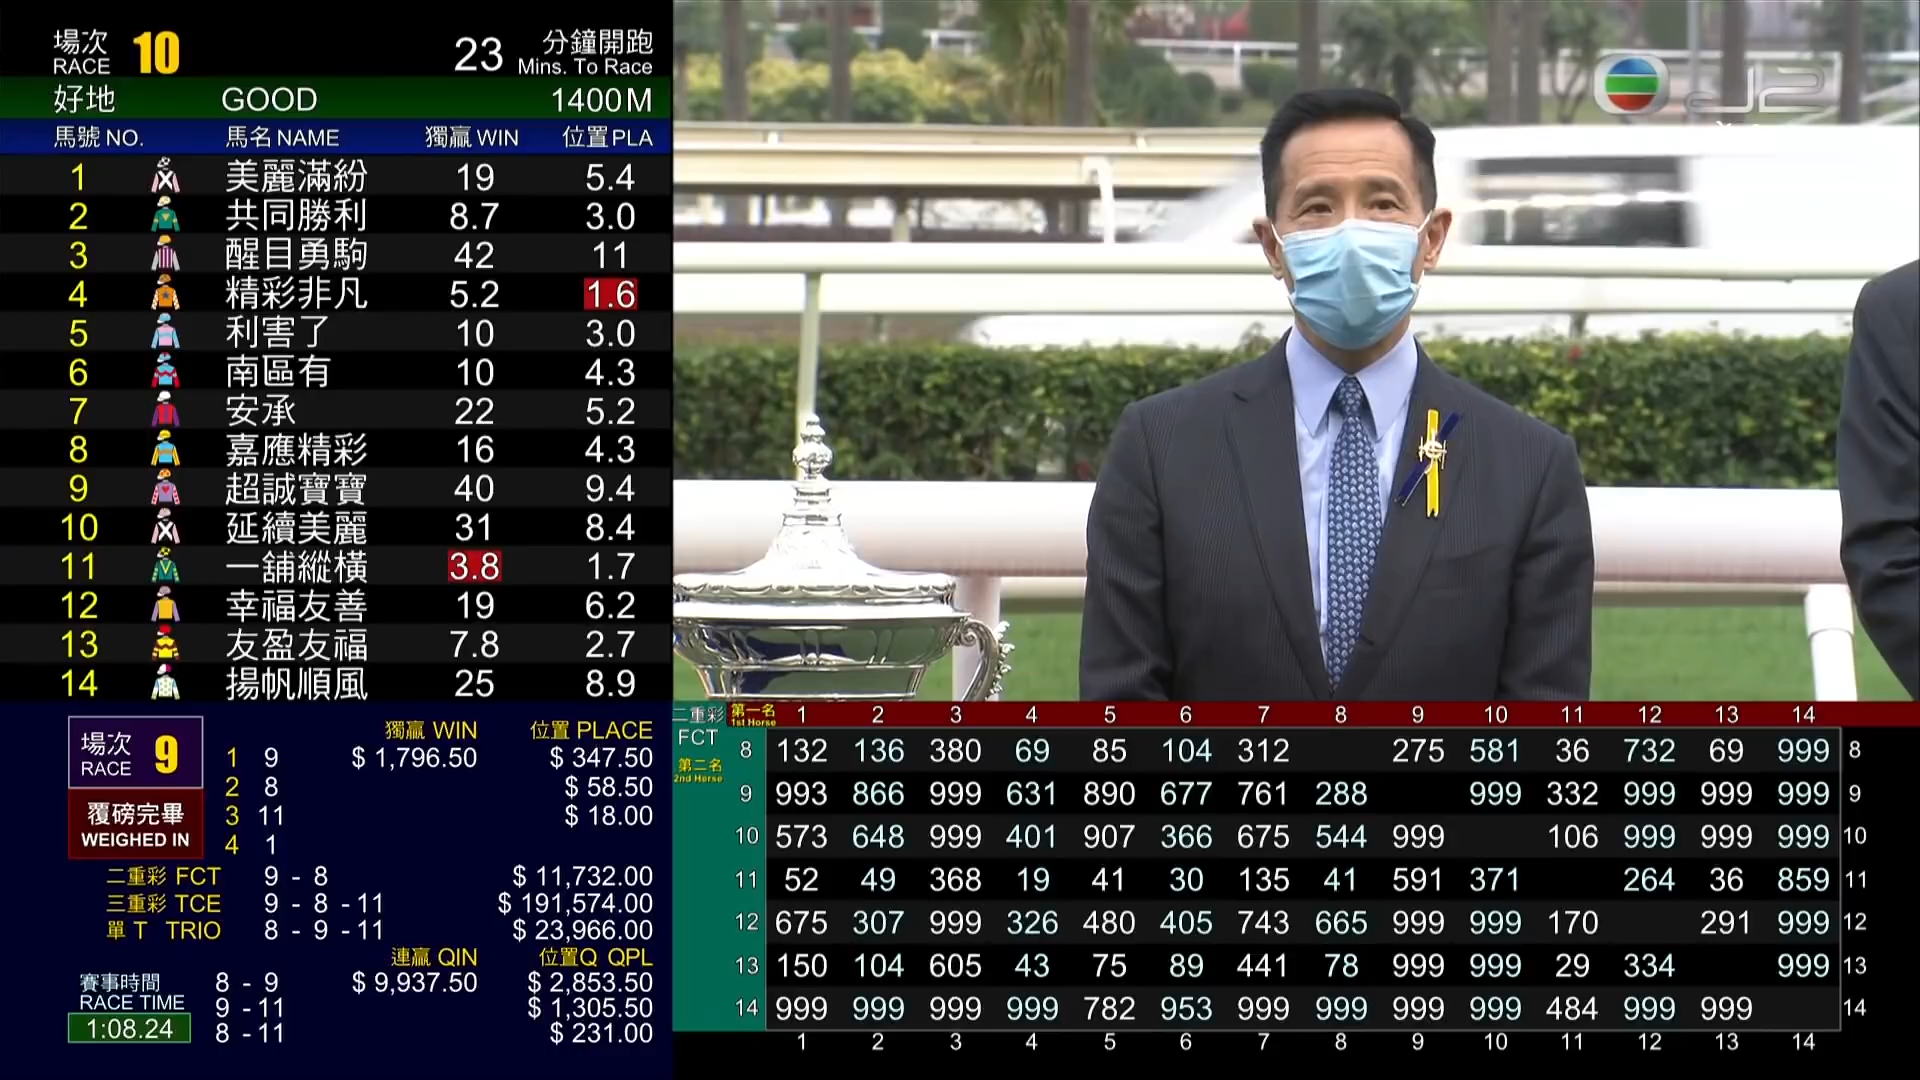 場次 10 23 分鐘開跑
RACE Mins. To Race
好地 GOOD 1400M
馬號 NO. 馬名 NAME 獨贏 WIN 位置 PLA
1 美麗滿紛 19 5.4
2 共同勝利 8.7 3.0
3 醒目勇駒 42 11
4 精彩非凡 5.2 1.6
5 利害了 10 3.0
6 南區有 10 4.3
7 安承 22 5.2
8 嘉應精彩 16 4.3
9 超誠寶寶 40 9.4
10 延續美麗 31 8.4
11 一舖縱橫 3.8 1.7
12 幸福友善 19 6.2
13 友盈友福 7.8 2.7
14 揚帆順風 25 8.9
場次 9
RACE
覆磅完畢
WEIGHED IN
獨贏 WIN 位置 PLACE
1 9 $ 1,796.50 $ 347.50
2 8 $ 58.50
3 11 $ 18.00
4 1
二重彩 FCT 9 - 8 $ 11,732.00
三重彩 TCE 9 - 8 - 11 $ 191,574.00
單 T TRIO 8 - 9 - 11 $ 23,966.00
連贏 QIN 位置Q QPL
賽事時間 8 - 9 $ 9,937.50 $ 2,853.50
RACE TIME 9 - 11 $ 1,305.50
1:08.24 8 - 11 $ 231.00
J2
二重彩 第一名 1 2 3 4 5 6 7 8 9 10 11 12 13 14
FCT 1st Horse
第二名
2nd Horse
8 132 136 380 69 85 104 312 275 581 36 732 69 999 8
9 993 866 999 631 890 677 761 288 999 332 999 999 999 9
10 573 648 999 401 907 366 675 544 999 106 999 999 999 10
11 52 49 368 19 41 30 135 41 591 371 264 36 859 11
12 675 307 999 326 480 405 743 665 999 999 170 291 999 12
13 150 104 605 43 75 89 441 78 999 999 29 334 999 13
14 999 999 999 999 782 953 999 999 999 999 484 999 999 14
1 2 3 4 5 6 7 8 9 10 11 12 13 14